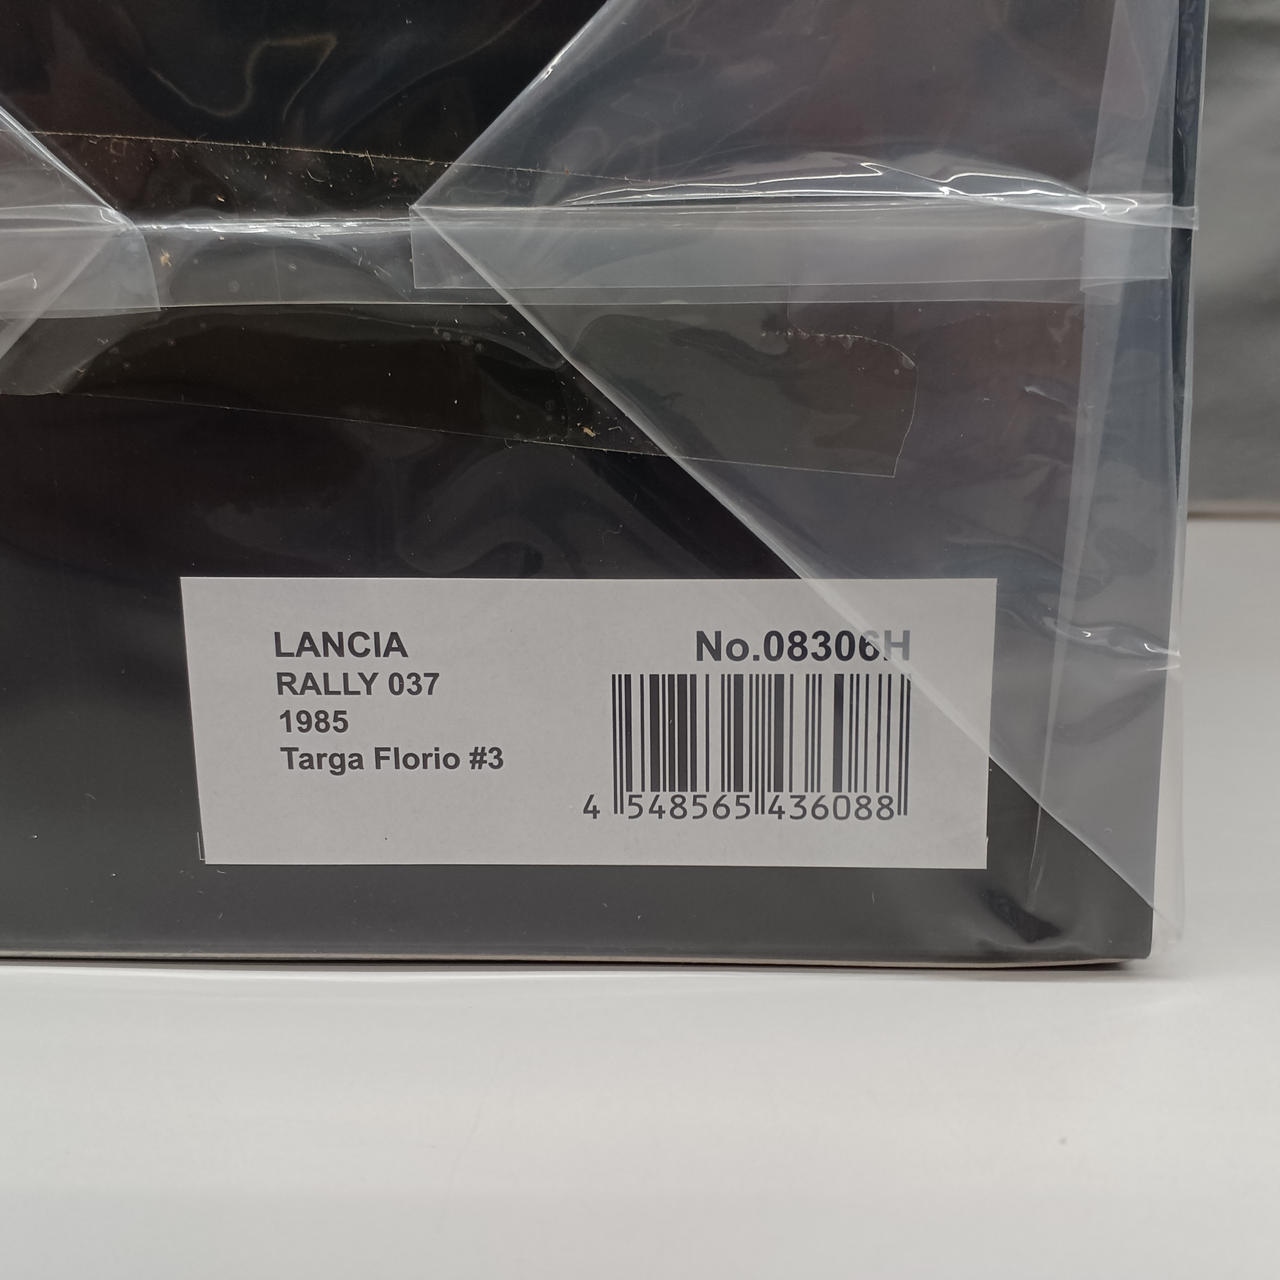 LANCIA
RALLY 037
1985
Targa Florio #3
No.08306H
4 548565 436088